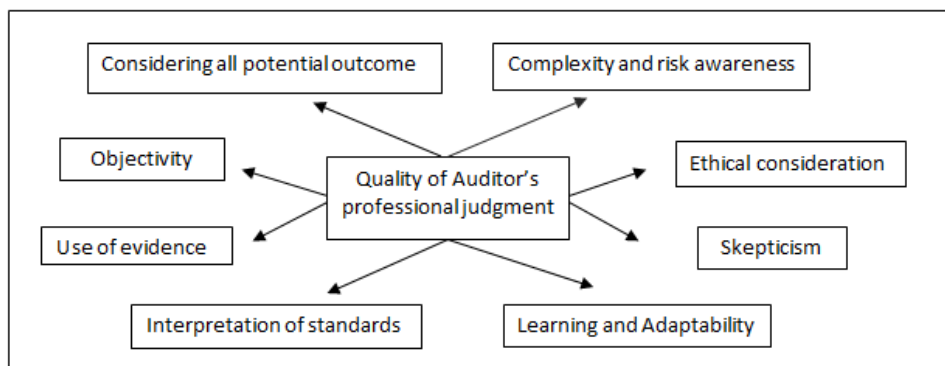 Considering all potential outcome
Complexity and risk awareness
Objectivity
Quality of Auditor's
professional judgment
Ethical consideration
Use of evidence
Skepticism
Interpretation of standards
Learning and Adaptability